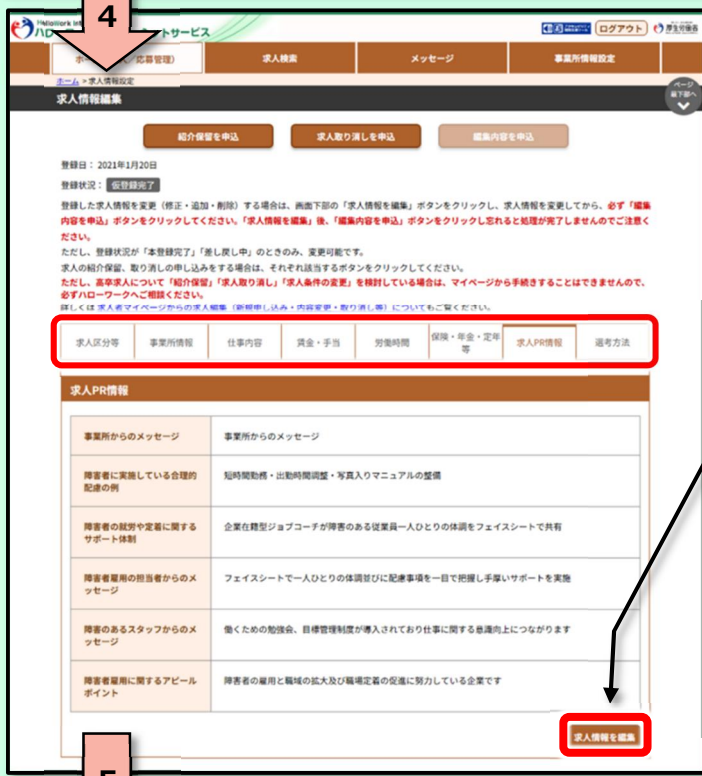 4
HelloWork Int
ートサービス
ログアウト
厚生労働省
応募管理)
求人検索
メッセージ
事業所情報設定
ホーム > 求人情報設定
求人情報編集
ページ
最下部へ
紹介保留を申込
求人取り消しを申込
編集内容を申込
登録日： 2021年1月20日
登録状況： 仮登録完了
登録した求人情報を変更（修正・追加・削除）する場合は、画面下部の「求人情報を編集」ボタンをクリックし、求人情報を変更してから、必ず「編集
内容を申込」ボタンをクリックしてください。「求人情報を編集」後、「編集内容を申込」ボタンをクリックし忘れると処理が完了しませんのでご注意く
ださい。
ただし、登録状況が「本登録完了」「差し戻し中」のときのみ、変更可能です。
求人の紹介保留、取り消しの申し込みをする場合は、それぞれ該当するボタンをクリックしてください。
ただし、高卒求人について「紹介保留」「求人取り消し」「求人条件の変更」を検討している場合は、マイページから手続きすることはできませんので、
必ずハローワークへご相談ください。
詳しくは 求人者マイページからの求人編集（新規申し込み・内容変更・取り消し等）についてもご覧ください。
求人区分等
事業所情報
仕事内容
賃金・手当
労働時間
保険・年金・定年
等
求人PR情報
選考方法
求人PR情報
事業所からのメッセージ
事業所からのメッセージ
障害者に実施している合理的
配慮の例
短時間勤務・出勤時間調整・写真入りマニュアルの整備
障害者の就労や定着に関する
サポート体制
企業在籍型ジョブコーチが障害のある従業員一人ひとりの体調をフェイスシートで共有
障害者雇用の担当者からのメ
ッセージ
フェイスシートで一人ひとりの体調並びに配慮事項を一目で把握し手厚いサポートを実施
障害のあるスタッフからのメ
ッセージ
働くための勉強会、目標管理制度が導入されており仕事に関する意識向上につながります
障害者雇用に関するアピール
ポイント
障害者の雇用と職域の拡大及び職場定着の促進に努力している企業です
求人情報を編集
5